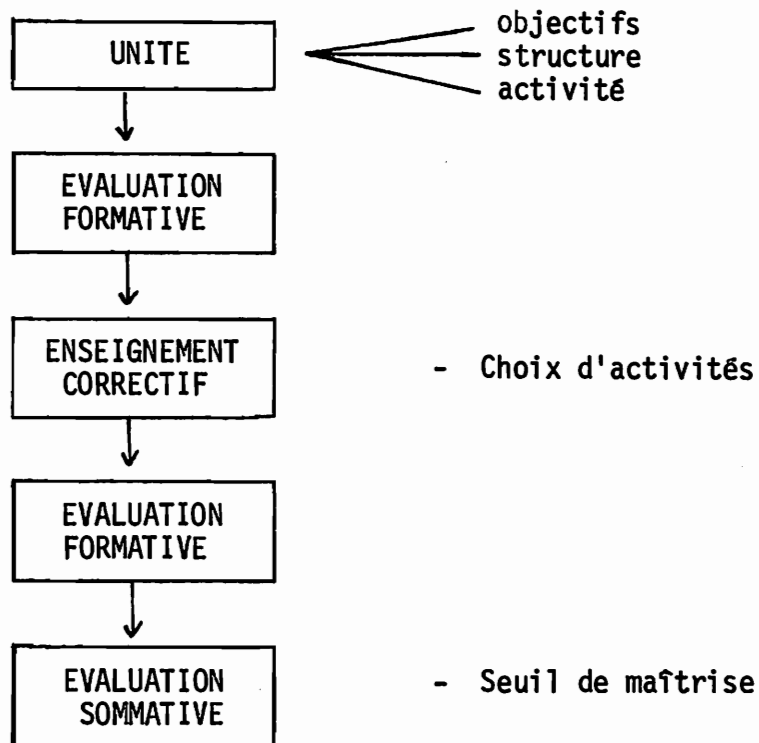 UNITE
objectifs
structure
activité
EVALUATION
FORMATIVE
ENSEIGNEMENT
CORRECTIF
- Choix d'activités
EVALUATION
FORMATIVE
EVALUATION
SOMMATIVE
- Seuil de maîtrise